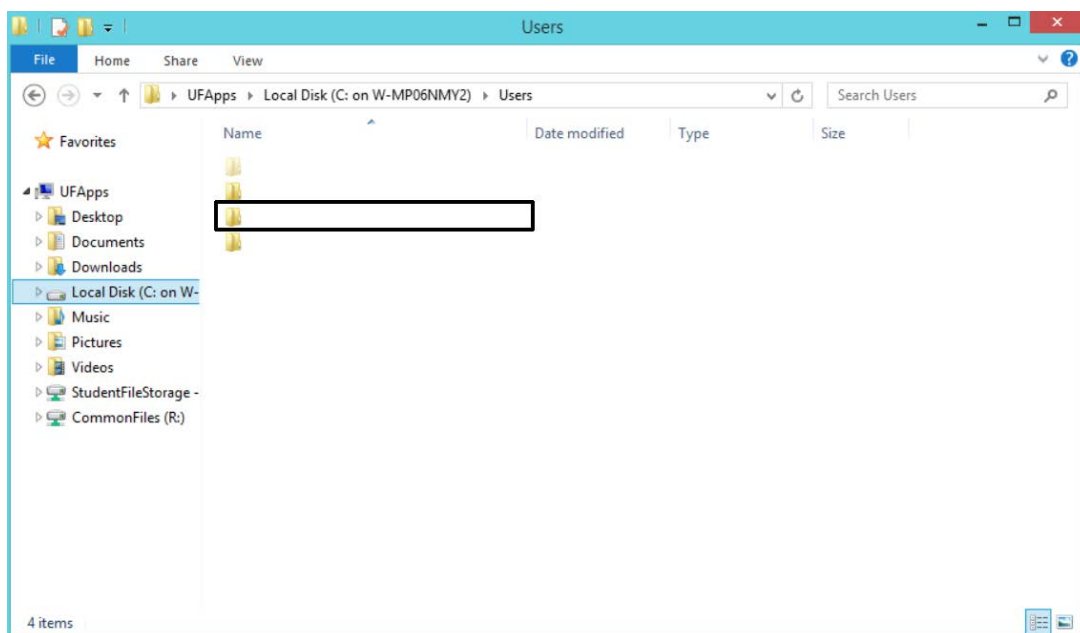 Users
File Home Share View
UFApps Local Disk (C: on W-MP06NMY2) Users
Search Users
Name Date modified Type Size
Favorites
UFApps
Desktop
Documents
Downloads
Local Disk (C: on W-
Music
Pictures
Videos
StudentFileStorage -
CommonFiles (R:)
4 items